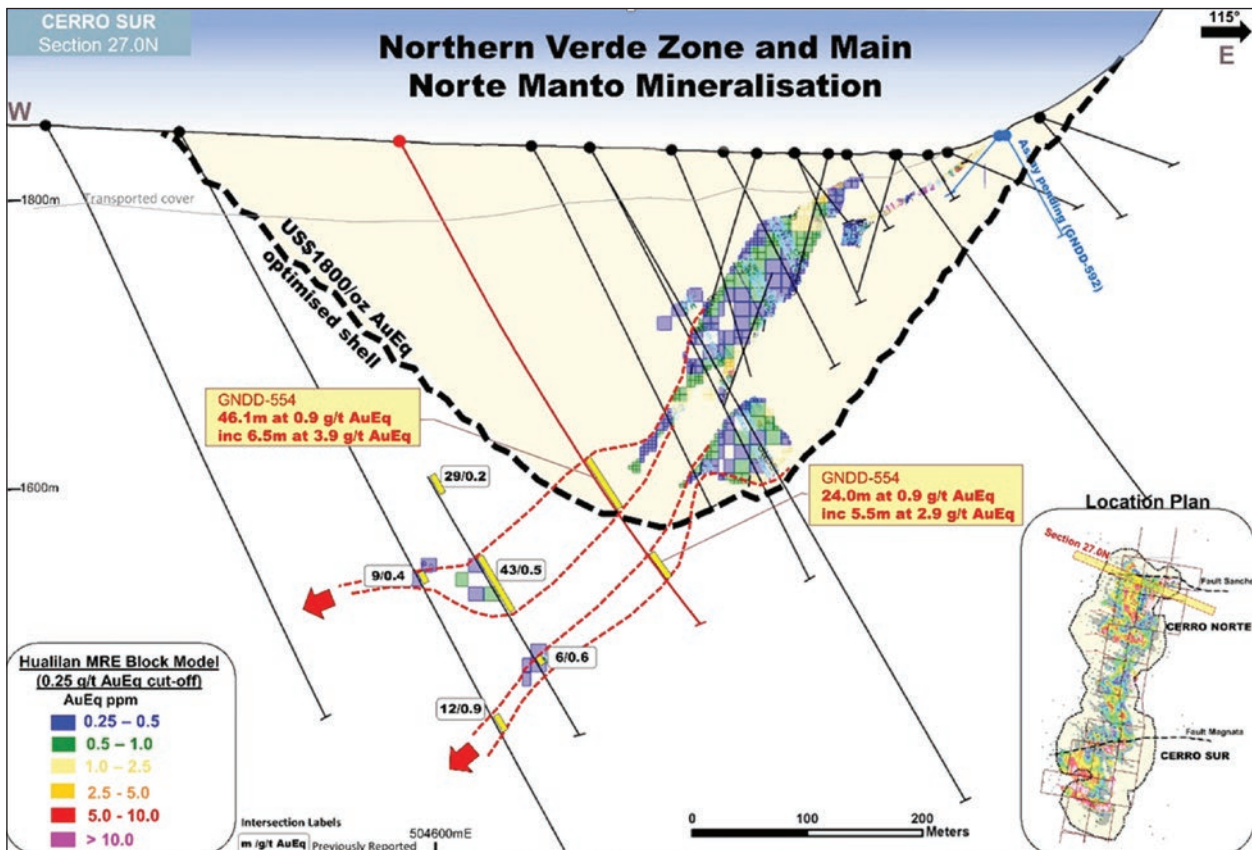 CERRO SUR
Section 27.0N
Northern Verde Zone and Main
Norte Manto Mineralisation
115°
E
W
1800m
Transported cover
US$1800/oz AuEq
optimised shell
Assay pending (GNDD-592)
GNDD-554
46.1m at 0.9 g/t AuEq
inc 6.5m at 3.9 g/t AuEq
1600m
29/0.2
GNDD-554
24.0m at 0.9 g/t AuEq
inc 5.5m at 2.9 g/t AuEq
9/0.4
43/0.5
6/0.6
12/0.9
Location Plan
Section 27.0N
Fault Sanche
CERRO NORTE
Fault Magnata
CERRO SUR
Hualilan MRE Block Model
(0.25 g/t AuEq cut-off)
AuEq ppm
0.25 – 0.5
0.5 – 1.0
1.0 – 2.5
2.5 - 5.0
5.0 - 10.0
> 10.0
Intersection Labels
m /g/t AuEq Previously Reported
504600mE
0 100 200
Meters